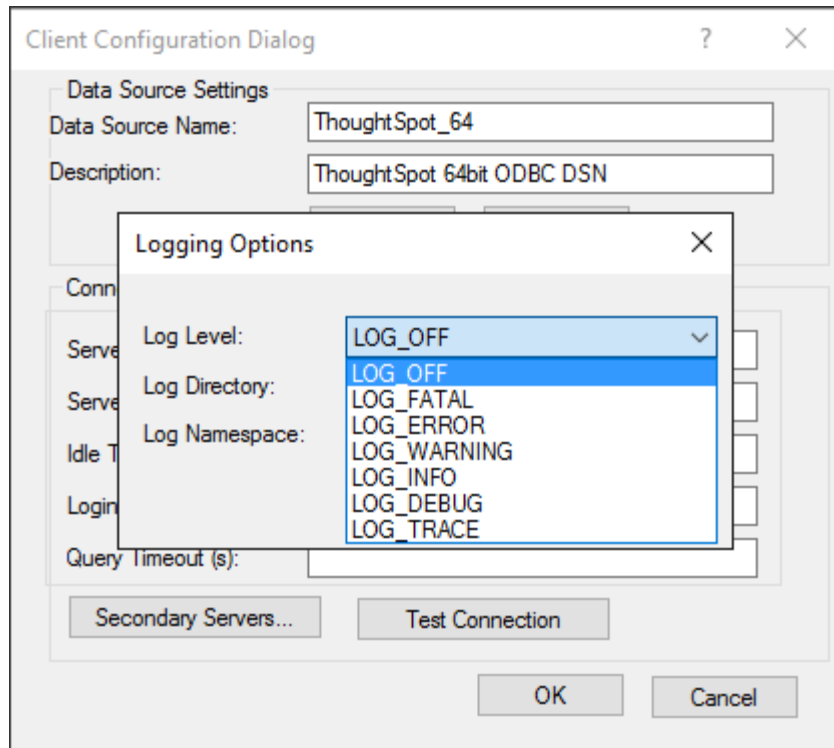 Client Configuration Dialog
Data Source Settings
Data Source Name: ThoughtSpot_64
Description: ThoughtSpot 64bit ODBC DSN
Logging Options
Log Level: LOG_OFF
LOG_OFF
Log Directory:
LOG_FATAL
LOG_ERROR
Log Namespace:
LOG_WARNING
LOG_INFO
LOG_DEBUG
LOG_TRACE
Query Timeout (s):
Secondary Servers... Test Connection
OK Cancel